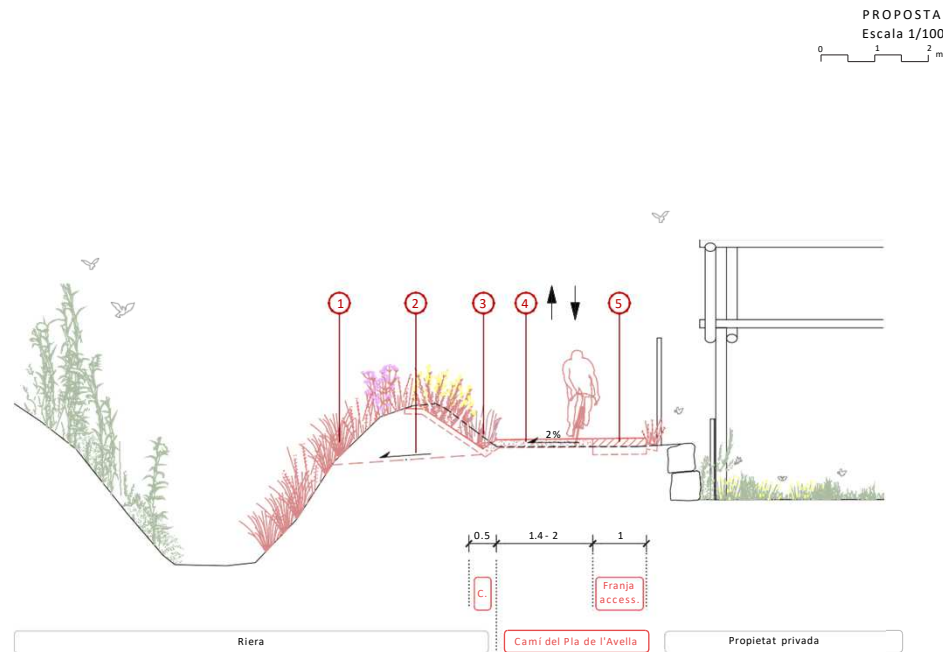 PROPOSTA
Escala 1/100
0 1 2 m
1 2 3 4 5
2%
0.5 1.4 - 2 1
C.
Franja
access.
Riera
Camí del Pla de l'Avella
Propietat privada